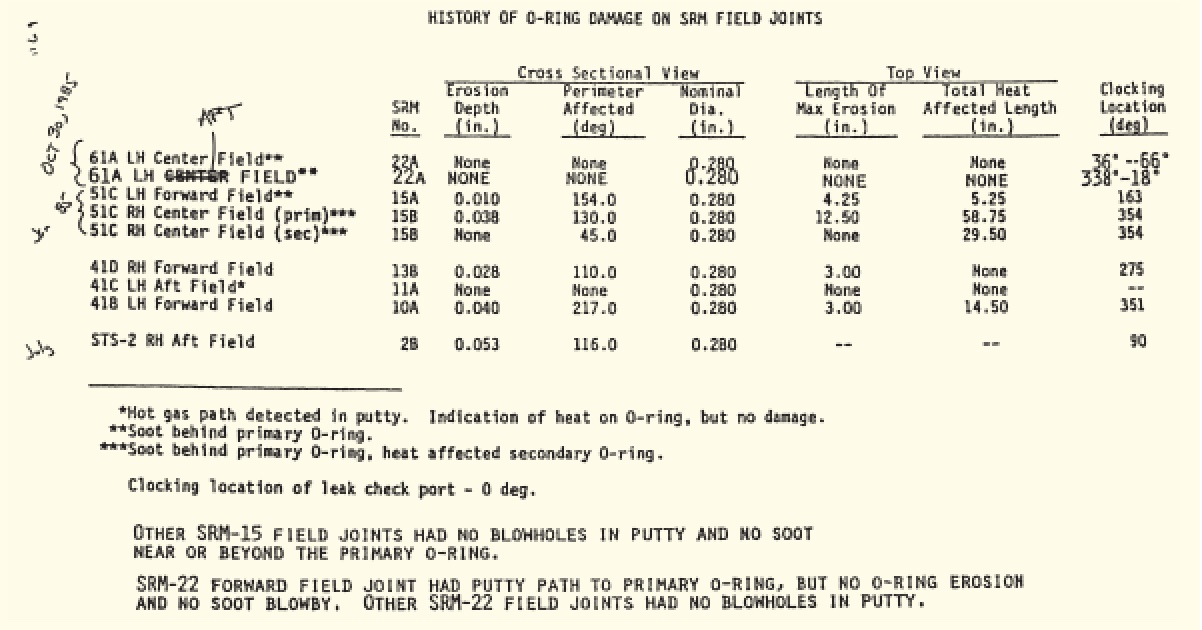 HISTORY OF O-RING DAMAGE ON SRM FIELD JOINTS
Cross Sectional View Top View
Erosion Perimeter Nominal Length Of Total Heat Clocking
SRM Depth Affected Dia. Max Erosion Affected Length Location
No. (in.) (deg) (in.) (in.) (in.) (deg)
Oct 30, 1985
AFT
61A LH Center Field** 22A None None 0.280 None None 36°--66°
61A LH CENTER FIELD** 22A NONE NONE 0.280 NONE NONE 338°-18°
51C LH Forward Field** 15A 0.010 154.0 0.280 4.25 5.25 163
51C RH Center Field (prim)*** 15B 0.038 130.0 0.280 12.50 58.75 354
51C RH Center Field (sec)*** 15B None 45.0 0.280 None 29.50 354
41D RH Forward Field 13B 0.028 110.0 0.280 3.00 None 275
41C LH Aft Field* 11A None None 0.280 None None --
41B LH Forward Field 10A 0.040 217.0 0.280 3.00 14.50 351
STS-2 RH Aft Field 2B 0.053 116.0 0.280 -- -- 90
*Hot gas path detected in putty. Indication of heat on O-ring, but no damage.
**Soot behind primary O-ring.
***Soot behind primary O-ring, heat affected secondary O-ring.
Clocking location of leak check port - 0 deg.
OTHER SRM-15 FIELD JOINTS HAD NO BLOWHOLES IN PUTTY AND NO SOOT
NEAR OR BEYOND THE PRIMARY O-RING.
SRM-22 FORWARD FIELD JOINT HAD PUTTY PATH TO PRIMARY O-RING, BUT NO O-RING EROSION
AND NO SOOT BLOWBY. OTHER SRM-22 FIELD JOINTS HAD NO BLOWHOLES IN PUTTY.